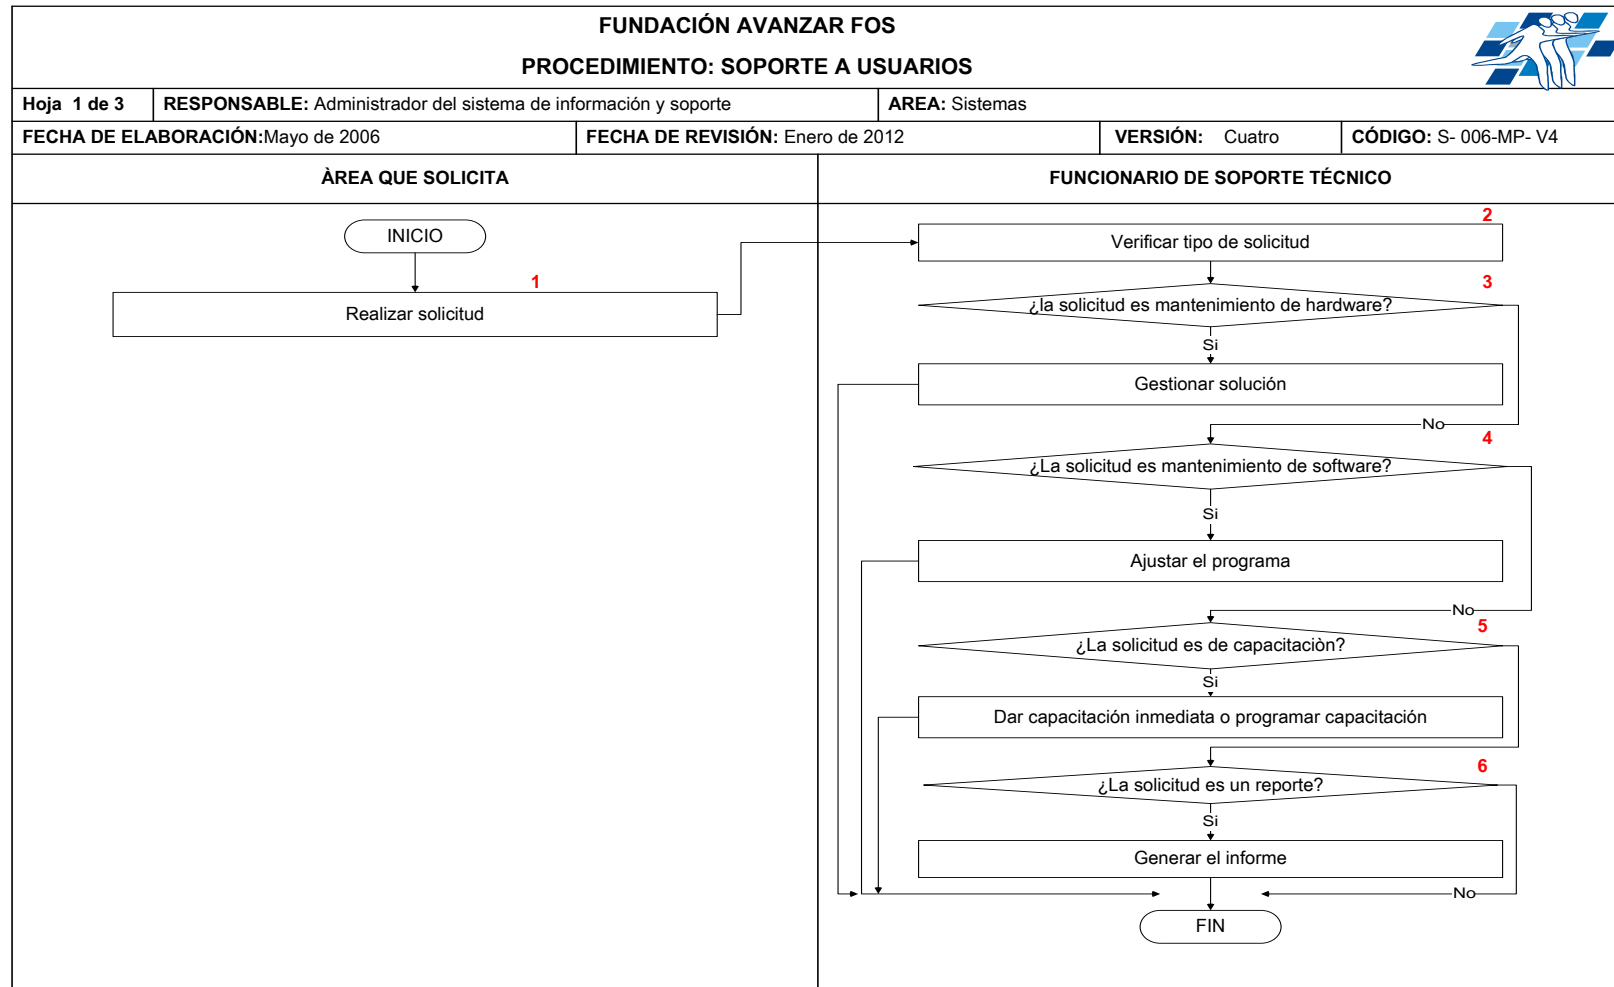 FUNDACIÓN AVANZAR FOS
PROCEDIMIENTO: SOPORTE A USUARIOS
Hoja 1 de 3 RESPONSABLE: Administrador del sistema de información y soporte AREA: Sistemas
FECHA DE ELABORACIÓN:Mayo de 2006 FECHA DE REVISIÓN: Enero de 2012 VERSIÓN: Cuatro CÓDIGO: S- 006-MP- V4
ÀREA QUE SOLICITA FUNCIONARIO DE SOPORTE TÉCNICO
INICIO
1
Realizar solicitud
2
Verificar tipo de solicitud
3
¿la solicitud es mantenimiento de hardware?
Si
Gestionar solución
No
4
¿La solicitud es mantenimiento de software?
Si
Ajustar el programa
No
5
¿La solicitud es de capacitaciòn?
Si
Dar capacitación inmediata o programar capacitación
6
¿La solicitud es un reporte?
Si
Generar el informe
No
FIN